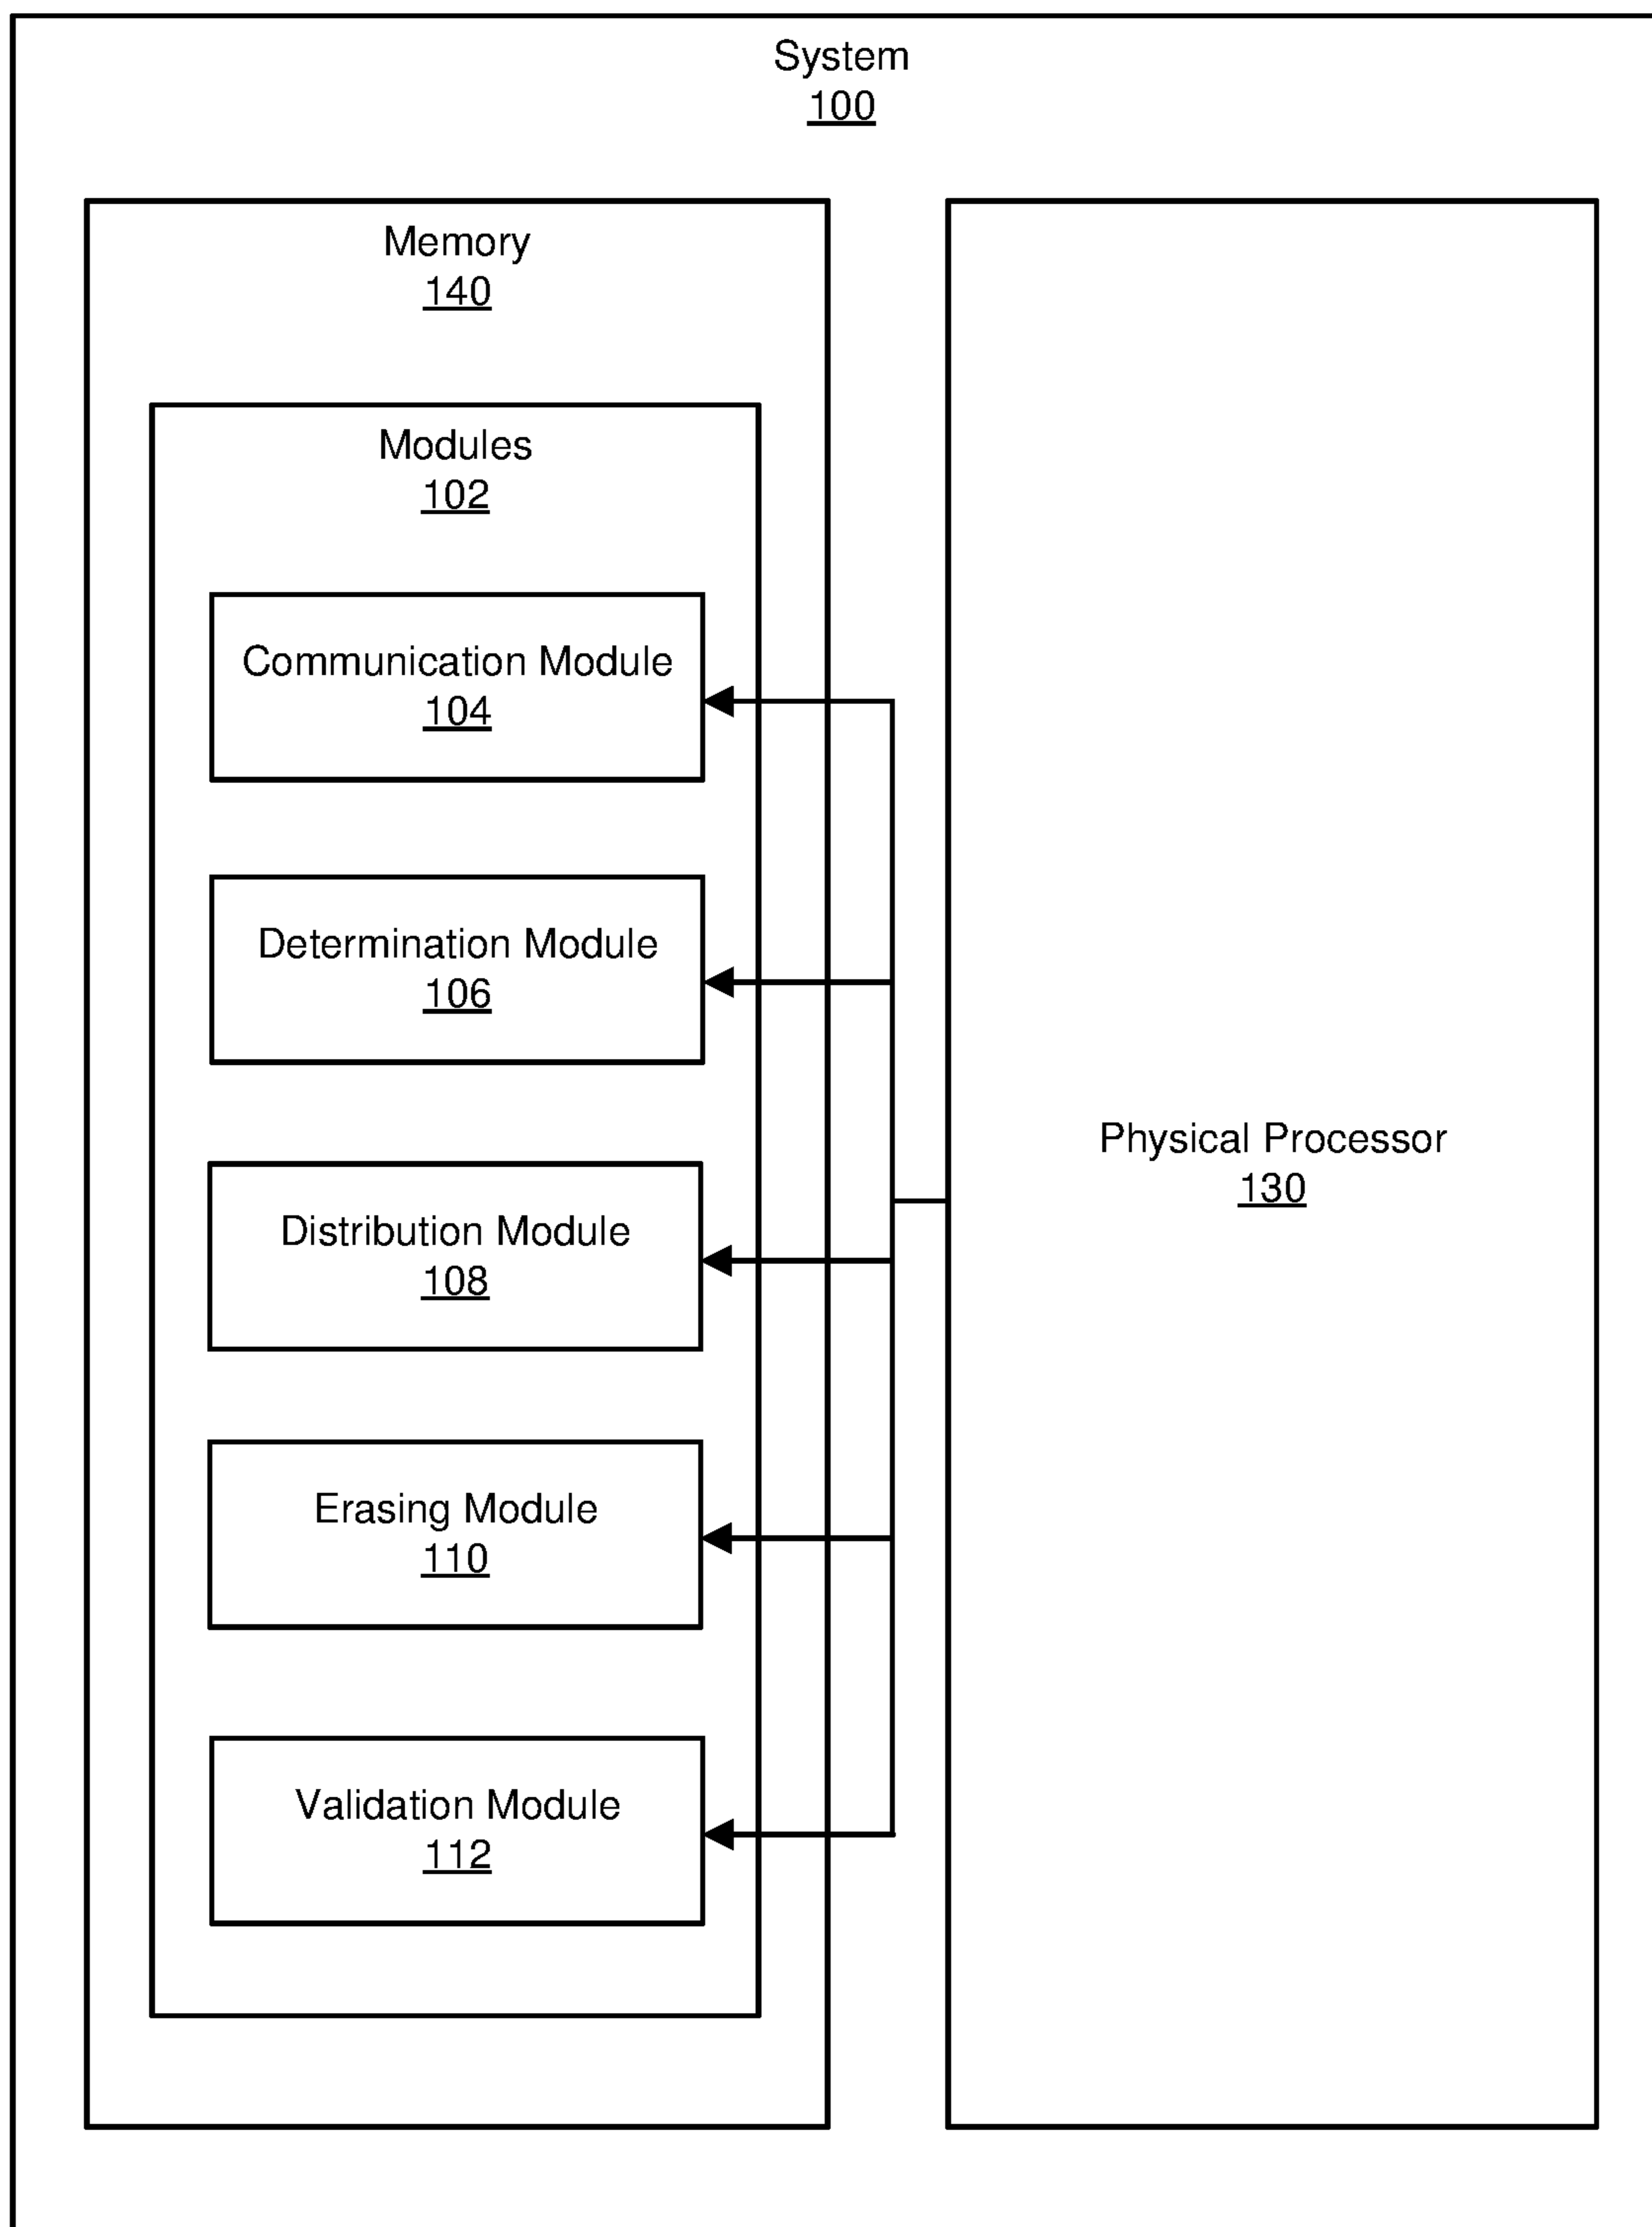 System
100
Memory
140
Modules
102
Communication Module
104
Determination Module
106
Distribution Module
108
Erasing Module
110
Validation Module
112
Physical Processor
130